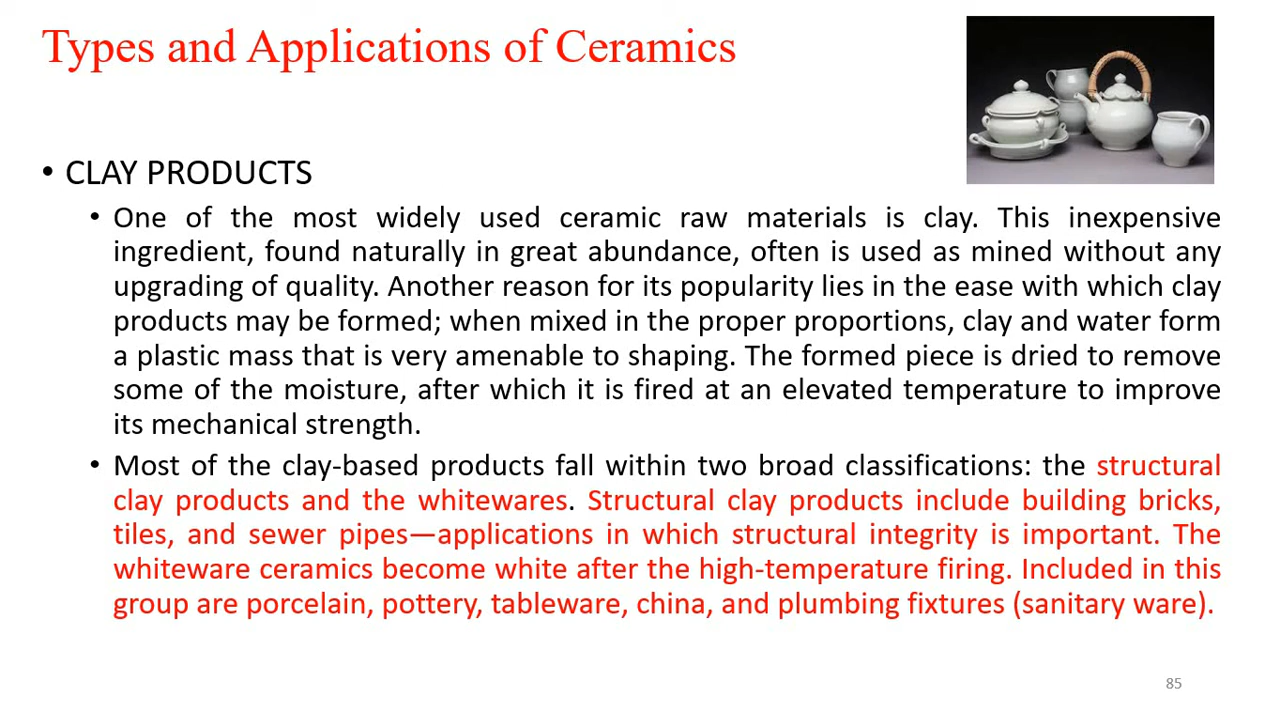 Types and Applications of Ceramics
• CLAY PRODUCTS
• One of the most widely used ceramic raw materials is clay. This inexpensive
ingredient, found naturally in great abundance, often is used as mined without any
upgrading of quality. Another reason for its popularity lies in the ease with which clay
products may be formed; when mixed in the proper proportions, clay and water form
a plastic mass that is very amenable to shaping. The formed piece is dried to remove
some of the moisture, after which it is fired at an elevated temperature to improve
its mechanical strength.
• Most of the clay-based products fall within two broad classifications: the structural
clay products and the whitewares. Structural clay products include building bricks,
tiles, and sewer pipes—applications in which structural integrity is important. The
whiteware ceramics become white after the high-temperature firing. Included in this
group are porcelain, pottery, tableware, china, and plumbing fixtures (sanitary ware).
85